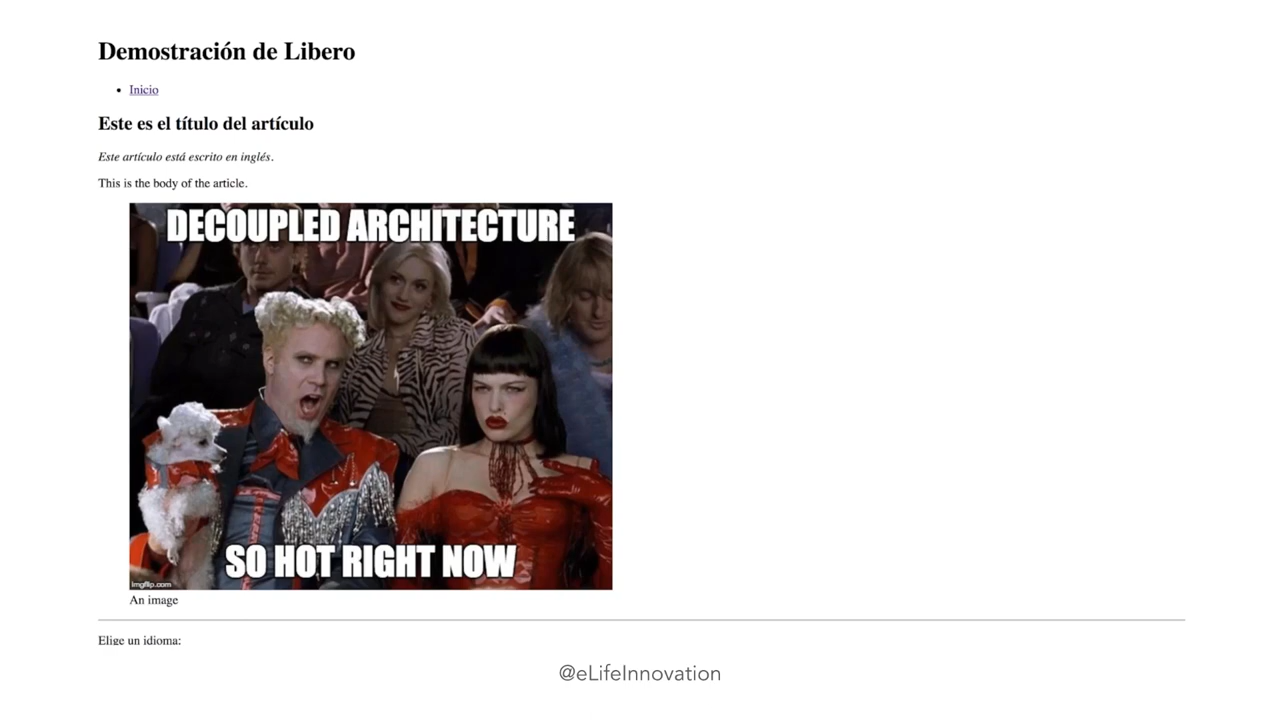 Demostración de Libero
Inicio
Este es el título del artículo
Este artículo está escrito en inglés.
This is the body of the article.
DECOUPLED ARCHITECTURE
SO HOT RIGHT NOW
imgflip.com
An image
Elige un idioma:
@eLifeInnovation